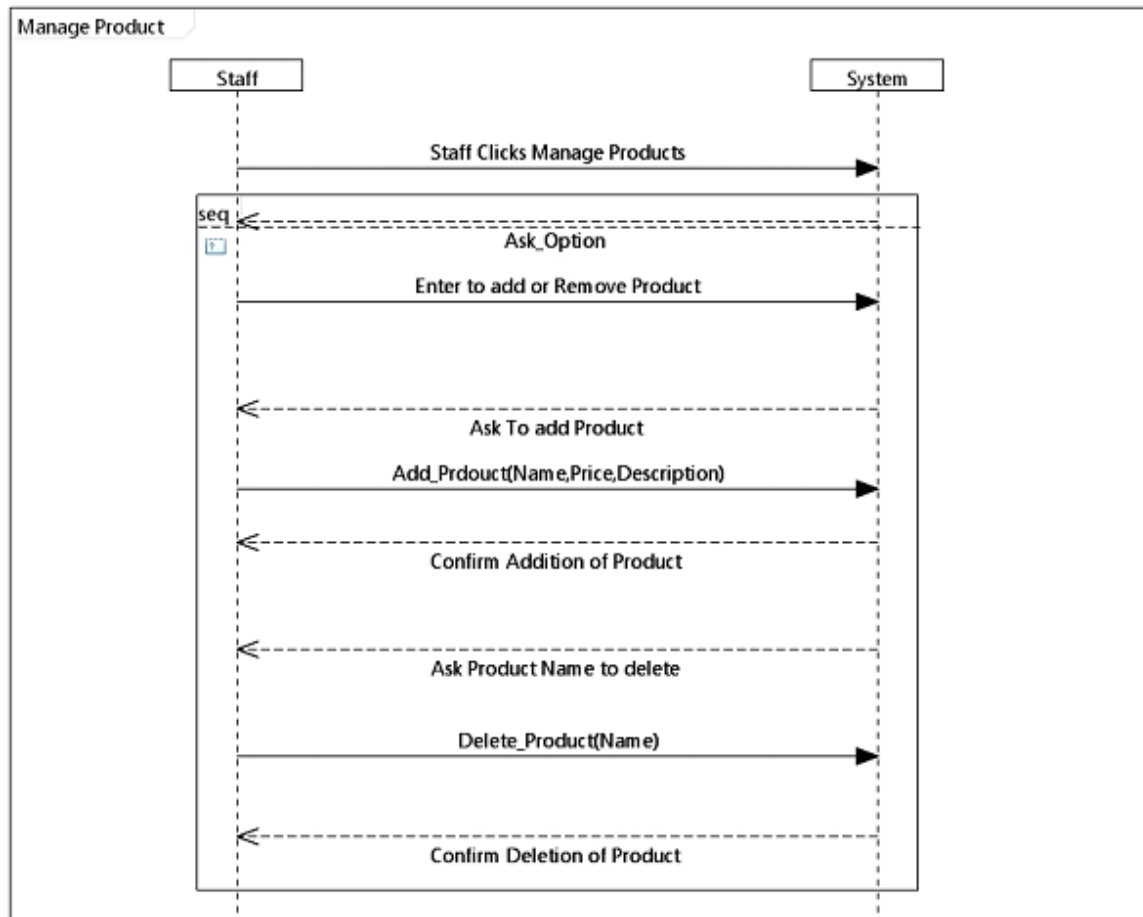 Manage Product
Staff
System
Staff Clicks Manage Products
seq
Ask_Option
Enter to add or Remove Product
Ask To add Product
Add_Prdouct(Name,Price,Description)
Confirm Addition of Product
Ask Product Name to delete
Delete_Product(Name)
Confirm Deletion of Product